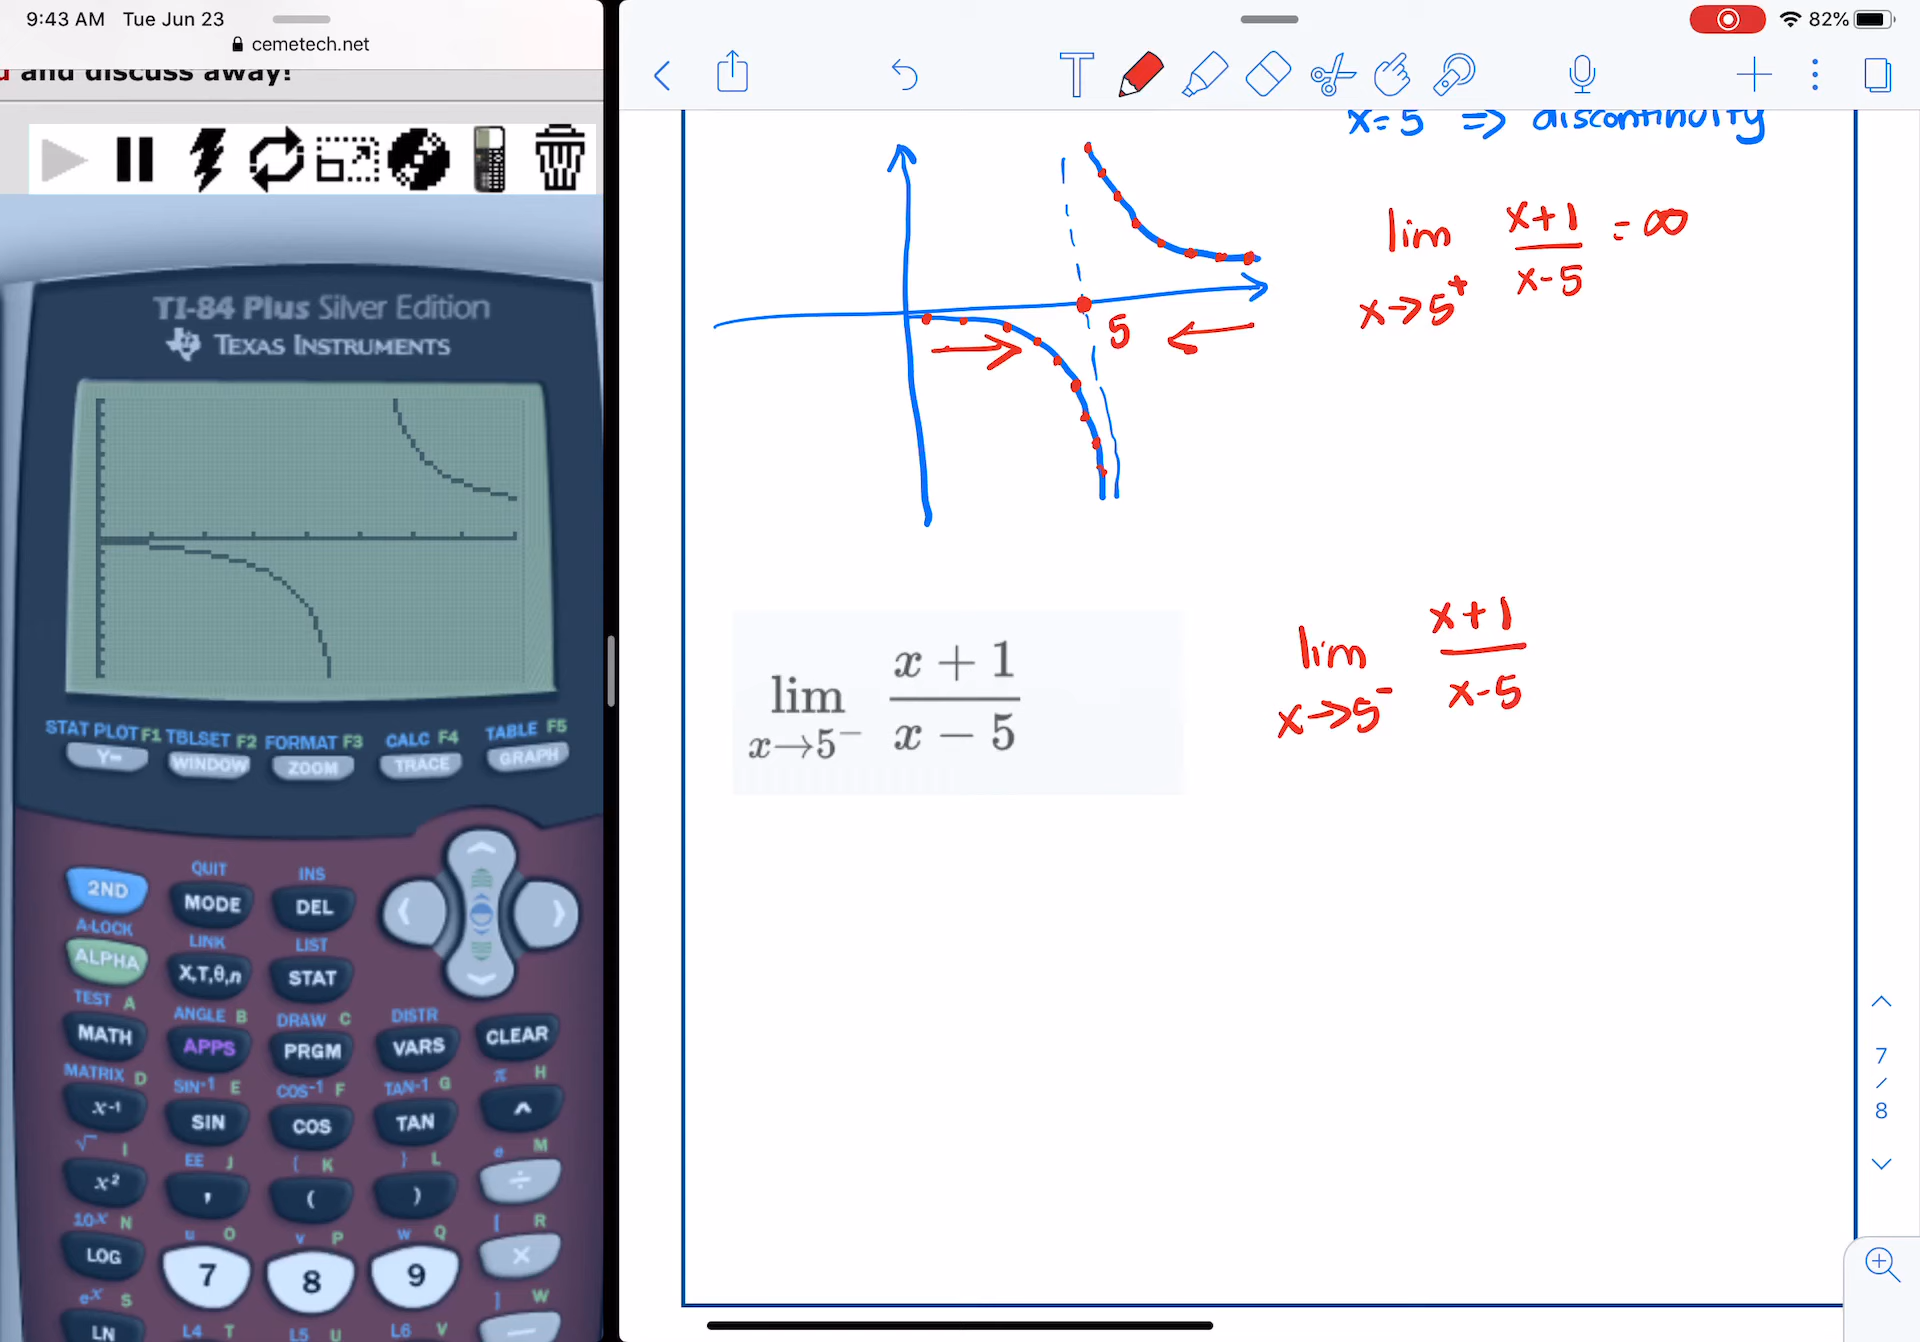 9:43 AM Tue Jun 23
cemetech.net
and discuss away!
TI-84 Plus Silver Edition
TEXAS INSTRUMENTS
STAT PLOT F1 TBLSET F2 FORMAT F3 CALC F4 TABLE F5
Y= WINDOW ZOOM TRACE GRAPH
QUIT INS
2ND MODE DEL
A-LOCK LINK LIST
ALPHA X,T,θ,n STAT
TEST A ANGLE B DRAW C DISTR
MATH APPS PRGM VARS CLEAR
MATRIX D SIN⁻¹ E COS⁻¹ F TAN⁻¹ G π H
x⁻¹ SIN COS TAN ^
√ I EE J { K } L e M
x² , ( ) ÷
10ˣ N u O v P w Q [ R
LOG 7 8 9 ×
eˣ S L4 T L5 U L6 V ] W
LN −
82%
T
x=5 => discontinuity
lim x→5⁺ x+1 / x-5 = ∞
5
lim x→5⁻ x + 1 / x − 5
lim x→5⁻ x+1 / x-5
7
/
8